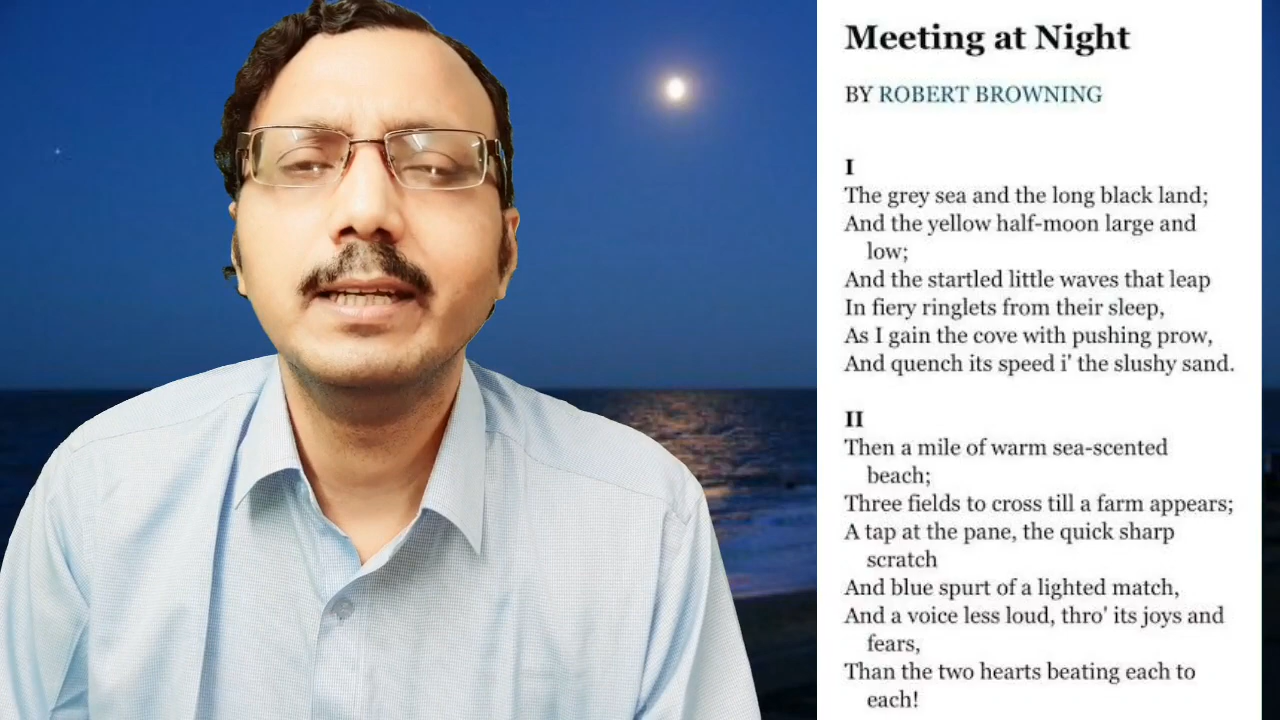 Meeting at Night
BY ROBERT BROWNING
I
The grey sea and the long black land;
And the yellow half-moon large and
low;
And the startled little waves that leap
In fiery ringlets from their sleep,
As I gain the cove with pushing prow,
And quench its speed i' the slushy sand.
II
Then a mile of warm sea-scented
beach;
Three fields to cross till a farm appears;
A tap at the pane, the quick sharp
scratch
And blue spurt of a lighted match,
And a voice less loud, thro' its joys and
fears,
Than the two hearts beating each to
each!